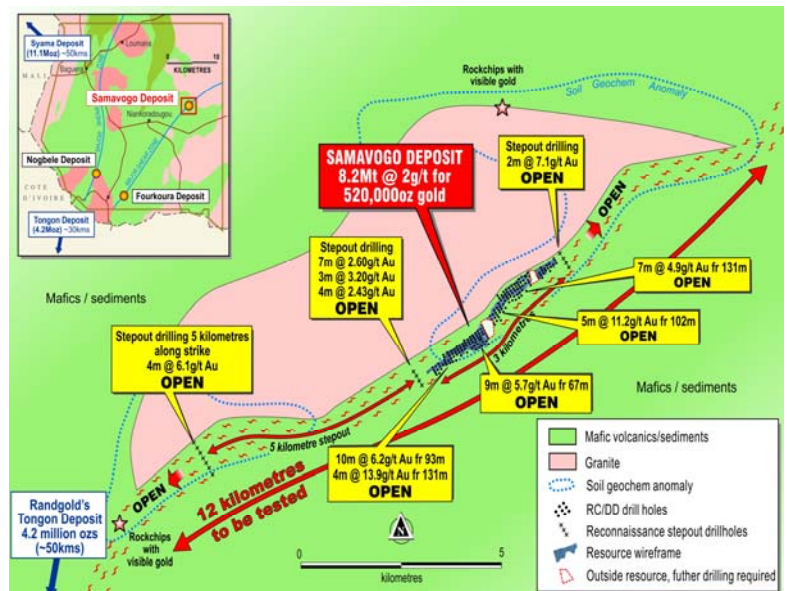 Syama Deposit
(11.1Moz) ~50kms
Loumana
Baguera
0 10
KILOMETRES
MALI
Samavogo Deposit
Niankoradougou
Nogbele Deposit
Fourkoura Deposit
COTE
D'IVOIRE
Tongon Deposit
(4.2Moz) ~30kms
Rockchips with
visible gold
Soil Geochem Anomaly
SAMAVOGO DEPOSIT
8.2Mt @ 2g/t for
520,000oz gold
Stepout drilling
2m @ 7.1g/t Au
OPEN
OPEN
Stepout drilling
7m @ 2.60g/t Au
3m @ 3.20g/t Au
4m @ 2.43g/t Au
OPEN
7m @ 4.9g/t Au fr 131m
OPEN
Mafics / sediments
5m @ 11.2g/t Au fr 102m
OPEN
Stepout drilling 5 kilometres
along strike
4m @ 6.1g/t Au
OPEN
3 kilometres
9m @ 5.7g/t Au fr 67m
OPEN
Mafics / sediments
5 kilometre stepout
10m @ 6.2g/t Au fr 93m
4m @ 13.9g/t Au fr 131m
OPEN
OPEN
12 kilometres
to be tested
Randgold's
Tongon Deposit
4.2 million ozs
(~50kms)
Rockchips
with
visible gold
N
0 5
kilometres
Mafic volcanics/sediments
Granite
Soil geochem anomaly
RC/DD drill holes
Reconnaissance stepout drillholes
Resource wireframe
Outside resource, futher drilling required